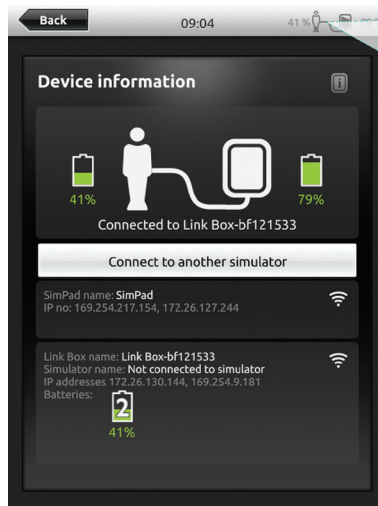 Back
09:04
41 %
Device information
41%
79%
Connected to Link Box-bf121533
Connect to another simulator
SimPad name: SimPad
IP no: 169.254.217.154, 172.26.127.244
Link Box name: Link Box-bf121533
Simulator name: Not connected to simulator
IP addresses 172.26.130.144, 169.254.9.181
Batteries:
2
41%